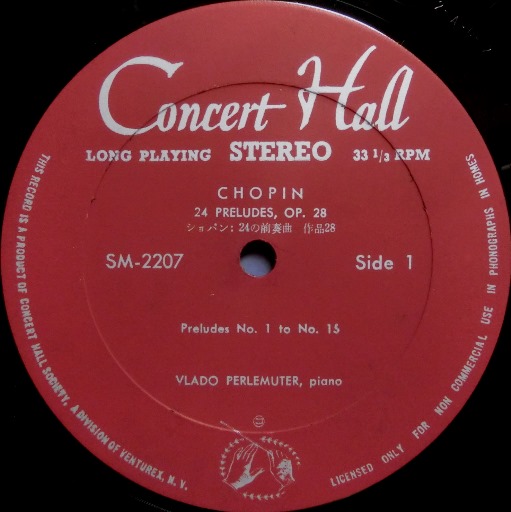 Concert Hall
LONG PLAYING STEREO 33 1/3 RPM
CHOPIN
24 PRELUDES, OP. 28
ショパン: 24の前奏曲 作品28
SM-2207 Side 1
Preludes No. 1 to No. 15
VLADO PERLEMUTER, piano
THIS RECORD IS A PRODUCT OF CONCERT HALL SOCIETY, A DIVISION OF VENTUREX, N. Y.
LICENSED ONLY FOR NON COMMERCIAL USE IN PHONOGRAPHS IN HOMES